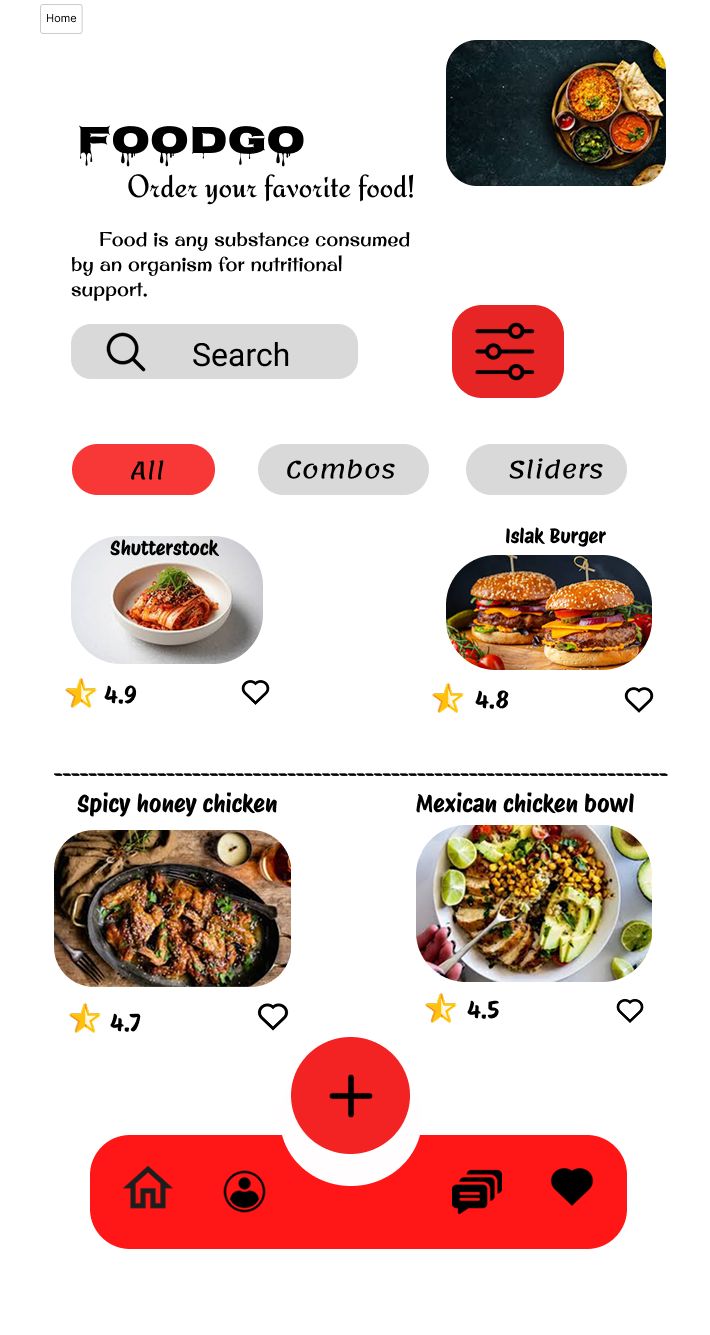 Home
FOODGO
Order your favorite food!
Food is any substance consumed
by an organism for nutritional
support.
Search
All
Combos
Sliders
Shutterstock
Islak Burger
4.9
4.8
Spicy honey chicken
Mexican chicken bowl
4.7
4.5